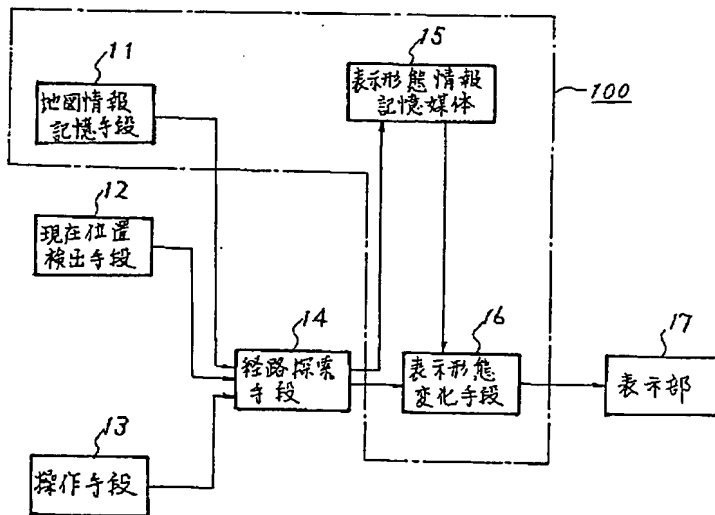 11
地図情報
記憶手段
15
表示形態情報
記憶媒体
100
12
現在位置
検出手段
14
経路探索
手段
16
表示形態
変化手段
17
表示部
13
操作手段